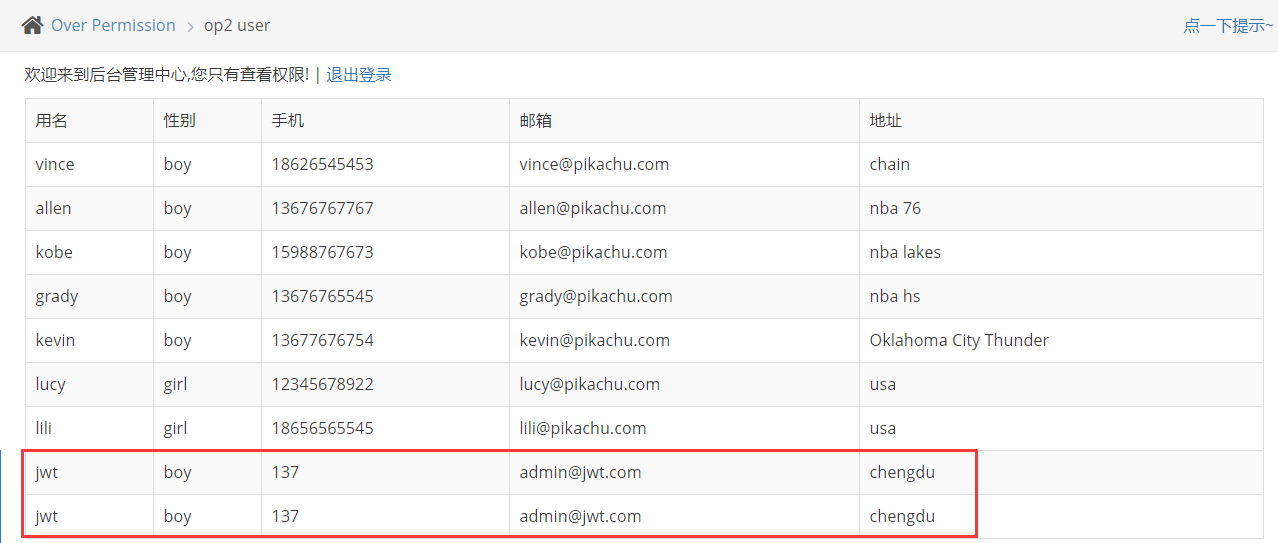 Over Permission > op2 user 点一下提示~
欢迎来到后台管理中心,您只有查看权限! | 退出登录
用名 性别 手机 邮箱 地址
vince boy 18626545453 vince@pikachu.com chain
allen boy 13676767767 allen@pikachu.com nba 76
kobe boy 15988767673 kobe@pikachu.com nba lakes
grady boy 13676765545 grady@pikachu.com nba hs
kevin boy 13677676754 kevin@pikachu.com Oklahoma City Thunder
lucy girl 12345678922 lucy@pikachu.com usa
lili girl 18656565545 lili@pikachu.com usa
jwt boy 137 admin@jwt.com chengdu
jwt boy 137 admin@jwt.com chengdu